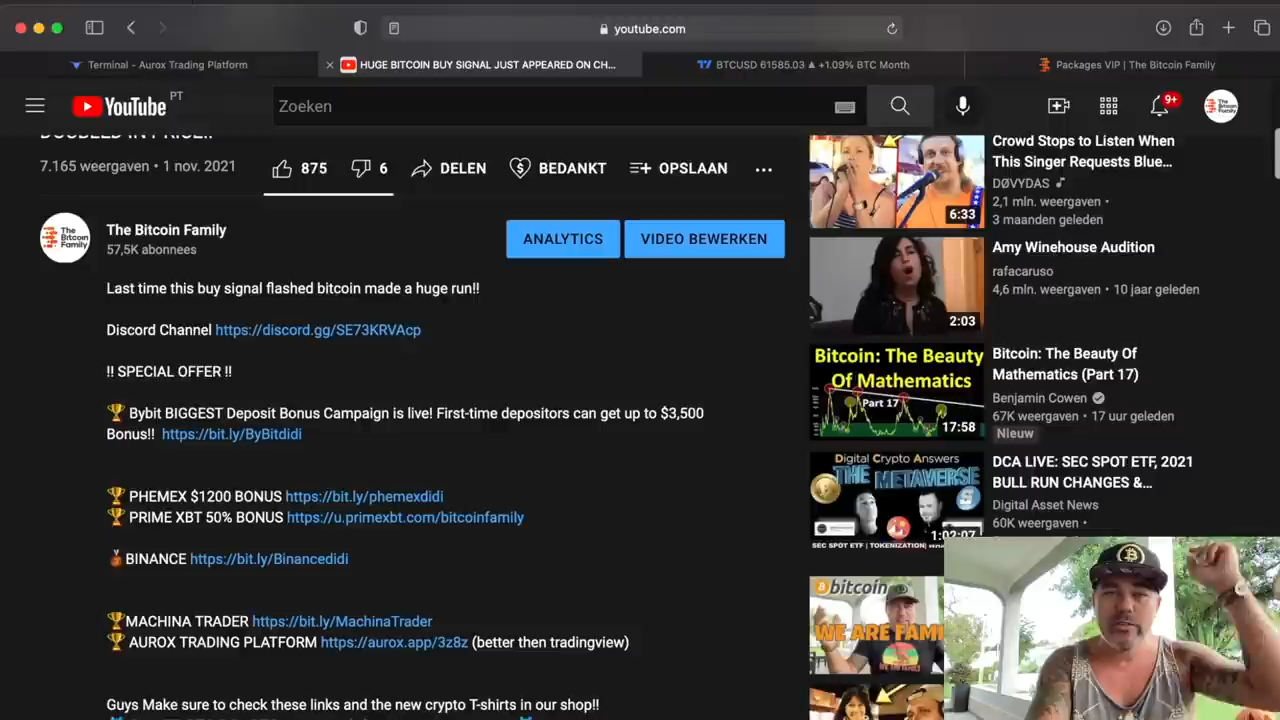 youtube.com
Terminal - Aurox Trading Platform
HUGE BITCOIN BUY SIGNAL JUST APPEARED ON CH...
BTCUSD 61585.03 ▲ +1.09% BTC Month
Packages VIP | The Bitcoin Family
YouTube PT
Zoeken
9+
The Bitcoin Family
DOUBLED IN PRICE!!
7.165 weergaven • 1 nov. 2021
875
6
DELEN
BEDANKT
OPSLAAN
The Bitcoin Family
The Bitcoin Family
57,5K abonnees
ANALYTICS
VIDEO BEWERKEN
Last time this buy signal flashed bitcoin made a huge run!!
Discord Channel https://discord.gg/SE73KRVAcp
!! SPECIAL OFFER !!
🏆 Bybit BIGGEST Deposit Bonus Campaign is live! First-time depositors can get up to $3,500
Bonus!! https://bit.ly/ByBitdidi
🏆 PHEMEX $1200 BONUS https://bit.ly/phemexdidi
🏆 PRIME XBT 50% BONUS https://u.primexbt.com/bitcoinfamily
BINANCE https://bit.ly/Binancedidi
🏆MACHINA TRADER https://bit.ly/MachinaTrader
🏆 AUROX TRADING PLATFORM https://aurox.app/3z8z (better then tradingview)
Guys Make sure to check these links and the new crypto T-shirts in our shop!!
6:33
Crowd Stops to Listen When
This Singer Requests Blue...
DØVYDAS
2,1 mln. weergaven •
3 maanden geleden
2:03
Amy Winehouse Audition
rafacaruso
4,6 mln. weergaven • 10 jaar geleden
Bitcoin: The Beauty
Of Mathematics
Part 17
17:58
Bitcoin: The Beauty Of
Mathematics (Part 17)
Benjamin Cowen
67K weergaven • 17 uur geleden
Nieuw
Digital Crypto Answers
THE METAVERSE
1:02:07
SEC SPOT ETF | TOKENIZATION|
DCA LIVE: SEC SPOT ETF, 2021
BULL RUN CHANGES &...
Digital Asset News
60K weergaven •
bitcoin
WE ARE FAMI